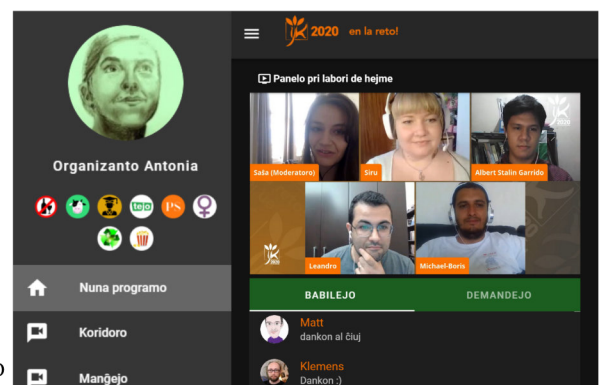 Organizanto Antonia
tejo
Nuna programo
Koridoro
Manĝejo
2020 en la reto!
Panelo pri labori de hejme
Saŝa (Moderatoro)
Siru
Albert Stalin Garrido
Leandro
Michael-Boris
BABILEJO
DEMANDEJO
Matt
dankon al ĉiuj
Klemens
Dankon :)